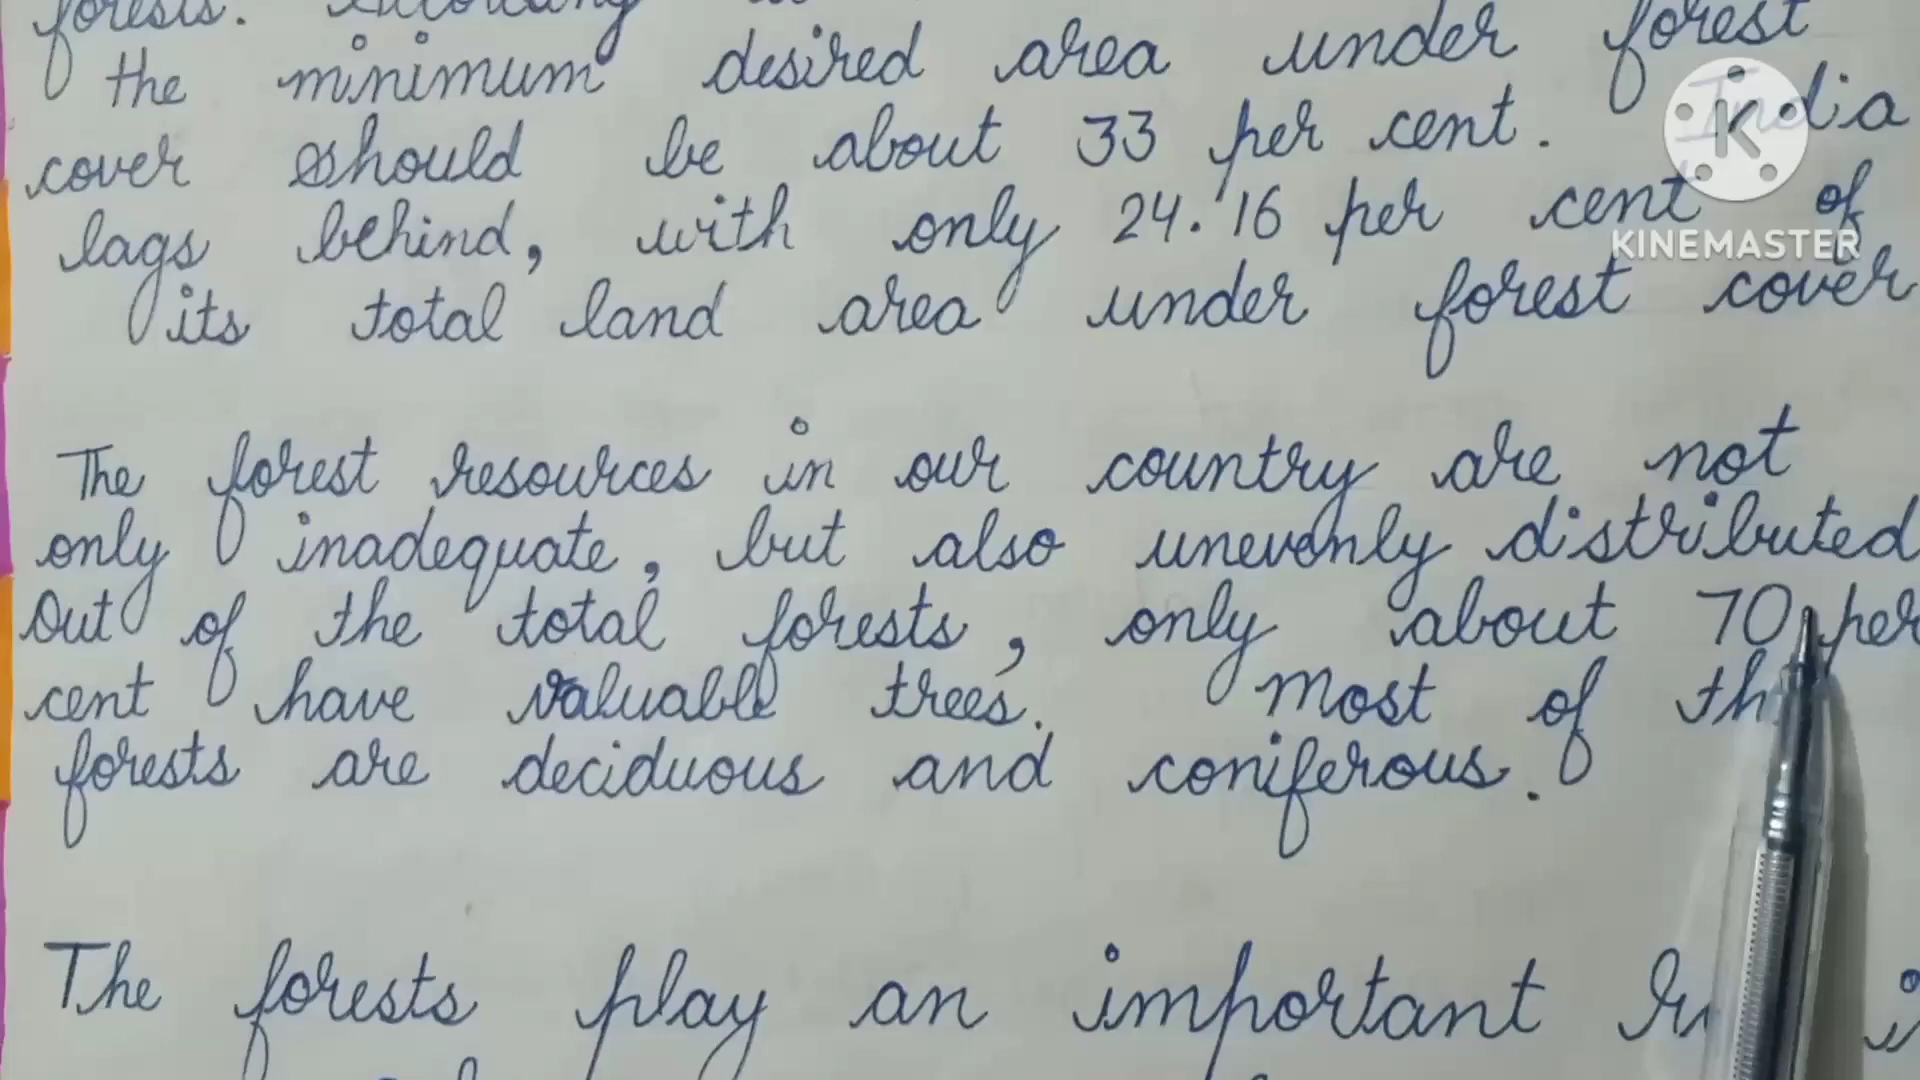 forests. According
the minimum desired area under forest
cover should be about 33 per cent. India
lags behind, with only 24.16 per cent of
its total land area under forest cover
The forest resources in our country are not
only inadequate, but also unevenly distributed
Out of the total forests, only about 70 per
cent have valuable trees. Most of
forests are deciduous and coniferous.
The forests play an important
KINEMASTER